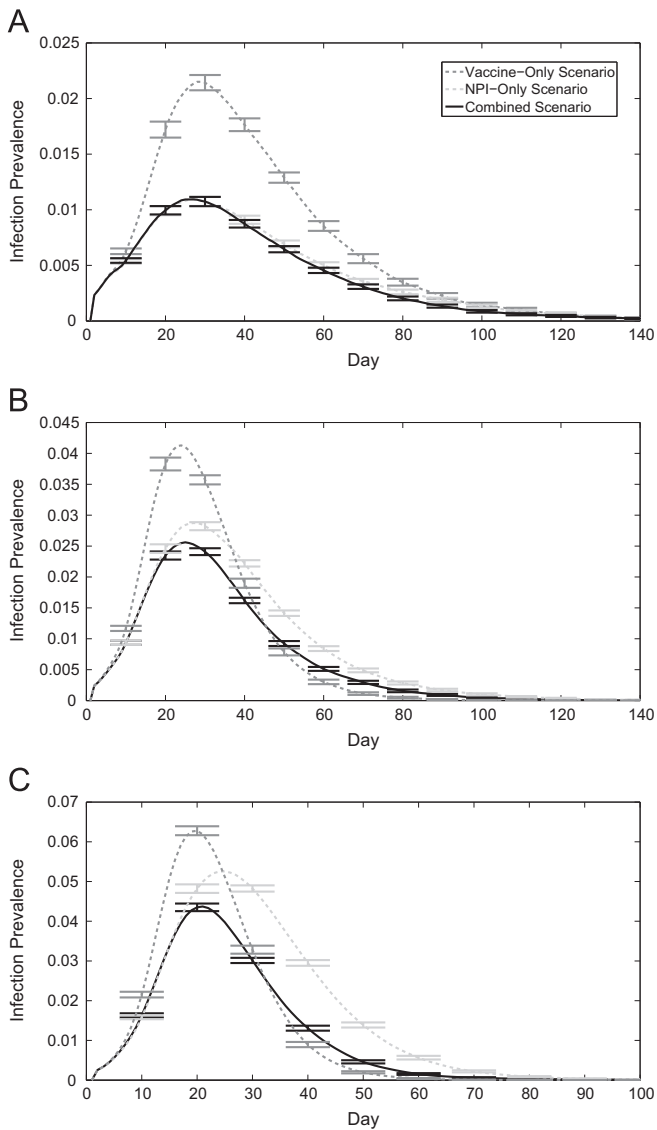 A
0.025
0.02
0.015
0.01
0.005
0
Infection Prevalence
Vaccine-Only Scenario
NPI-Only Scenario
Combined Scenario
0 20 40 60 80 100 120 140
Day
B
0.045
0.04
0.035
0.03
0.025
0.02
0.015
0.01
0.005
0
Infection Prevalence
0 20 40 60 80 100 120 140
Day
C
0.07
0.06
0.05
0.04
0.03
0.02
0.01
0
Infection Prevalence
0 10 20 30 40 50 60 70 80 90 100
Day